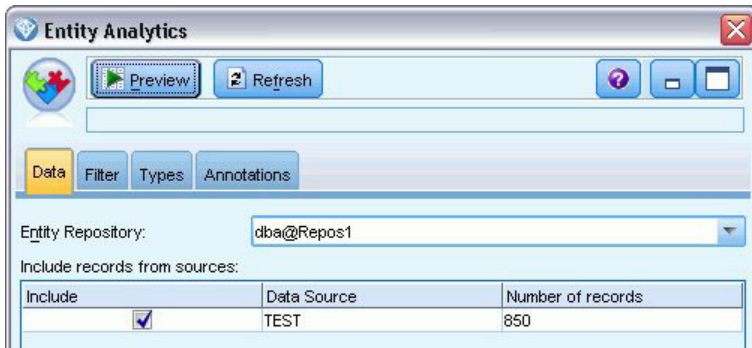 Entity Analytics
Preview Refresh
Data Filter Types Annotations
Entity Repository: dba@Repos1
Include records from sources:
Include Data Source Number of records
TEST 850